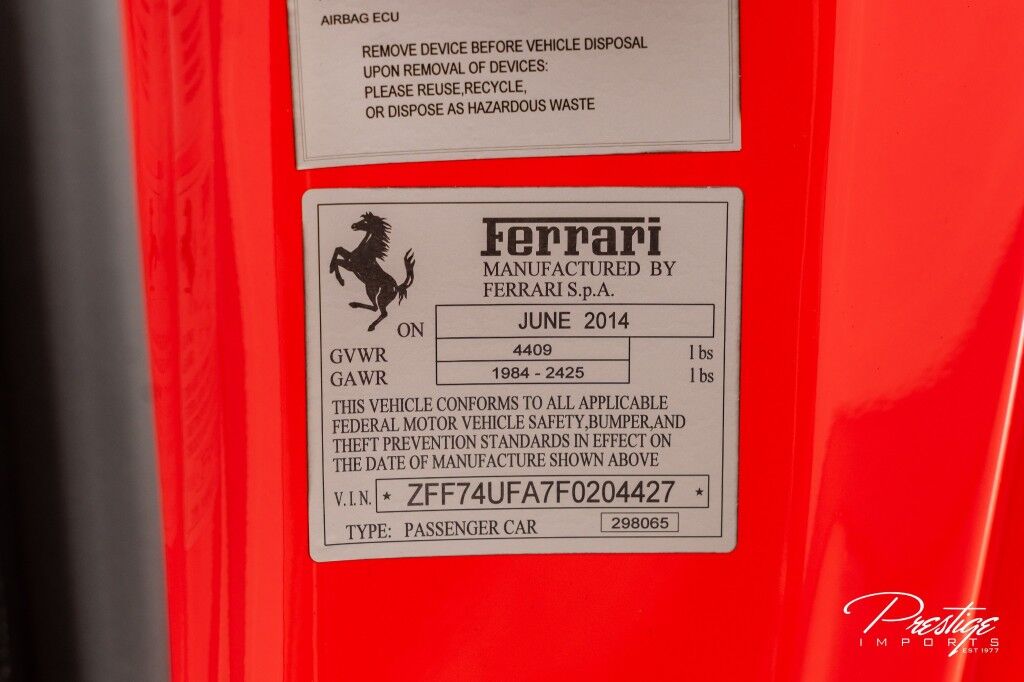 AIRBAG ECU
REMOVE DEVICE BEFORE VEHICLE DISPOSAL
UPON REMOVAL OF DEVICES:
PLEASE REUSE,RECYCLE,
OR DISPOSE AS HAZARDOUS WASTE
Ferrari
MANUFACTURED BY
FERRARI S.p.A.
ON JUNE 2014
GVWR 4409 lbs
GAWR 1984 - 2425 lbs
THIS VEHICLE CONFORMS TO ALL APPLICABLE
FEDERAL MOTOR VEHICLE SAFETY,BUMPER,AND
THEFT PREVENTION STANDARDS IN EFFECT ON
THE DATE OF MANUFACTURE SHOWN ABOVE
V.I.N. * ZFF74UFA7F0204427 *
TYPE: PASSENGER CAR 298065
Prestige
IMPORTS
EST 1977